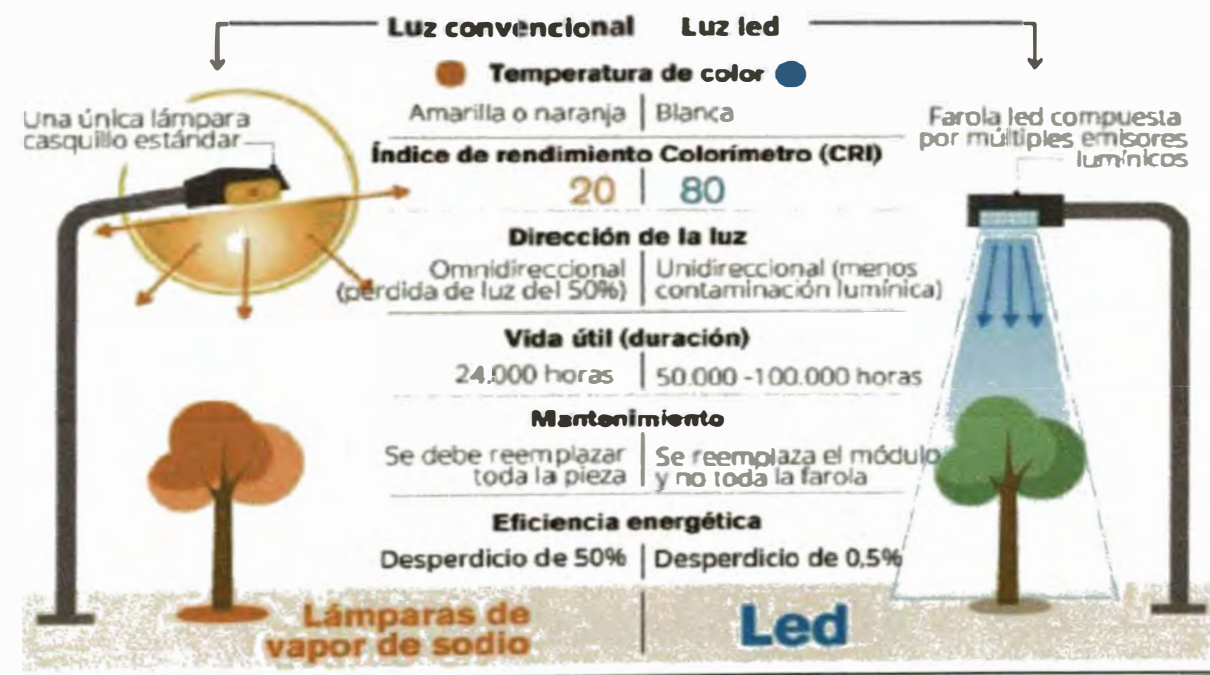 Luz convencional Luz led
Temperatura de color
Amarilla o naranja Blanca
Una única lámpara
casquillo estándar
Farola led compuesta
por múltiples emisores
lumínicos
Índice de rendimiento Colorímetro (CRI)
20 80
Dirección de la luz
Omnidireccional
(pérdida de luz del 50%)
Unidireccional (menos
contaminación lumínica)
Vida útil (duración)
24.000 horas 50.000 -100.000 horas
Mantenimiento
Se debe reemplazar
toda la pieza
Se reemplaza el módulo
y no toda la farola
Eficiencia energética
Desperdicio de 50% Desperdicio de 0,5%
Lámparas de
vapor de sodio
Led